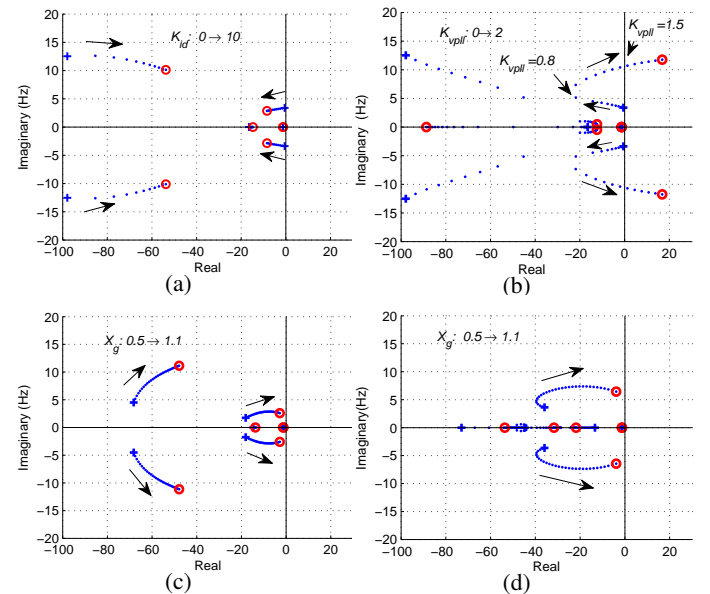 K_id: 0→10
20
15
10
5
0
−5
−10
−15
−20
Imaginary (Hz)
−100 −80 −60 −40 −20 0
Real
(a)
K_vpll: 0→2
K_vpll=1.5
K_vpll=0.8
20
15
10
5
0
−5
−10
−15
−20
Imaginary (Hz)
−100 −80 −60 −40 −20 0 20
Real
(b)
X_g: 0.5→1.1
20
15
10
5
0
−5
−10
−15
−20
Imaginary (Hz)
−100 −80 −60 −40 −20 0
Real
(c)
X_g: 0.5→1.1
20
15
10
5
0
−5
−10
−15
−20
Imaginary(Hz)
−100 −80 −60 −40 −20 0 20
Real
(d)